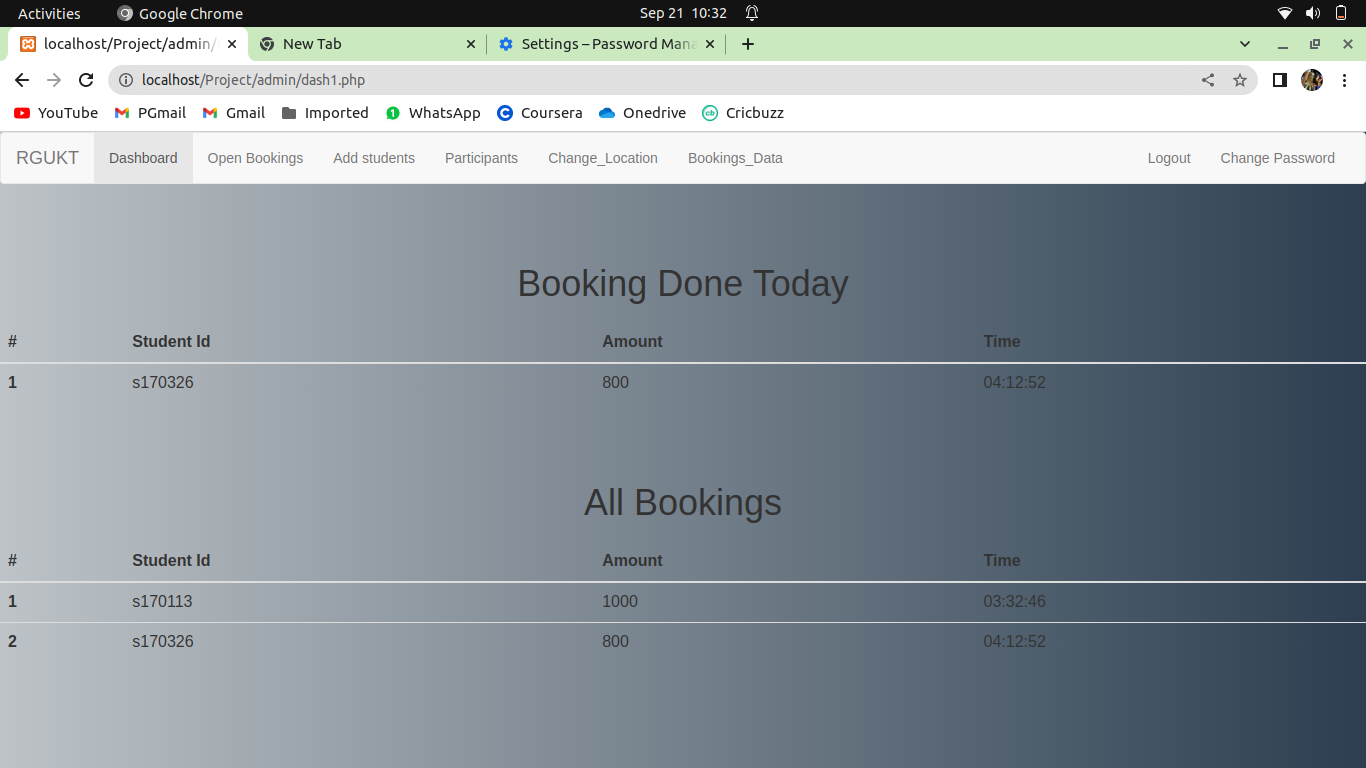 Activities Google Chrome Sep 21 10:32
localhost/Project/admin/ New Tab Settings – Password Mana
localhost/Project/admin/dash1.php
YouTube PGmail Gmail Imported 1 WhatsApp Coursera Onedrive cb Cricbuzz
RGUKT Dashboard Open Bookings Add students Participants Change_Location Bookings_Data Logout Change Password
Booking Done Today
# Student Id Amount Time
1 s170326 800 04:12:52
All Bookings
# Student Id Amount Time
1 s170113 1000 03:32:46
2 s170326 800 04:12:52